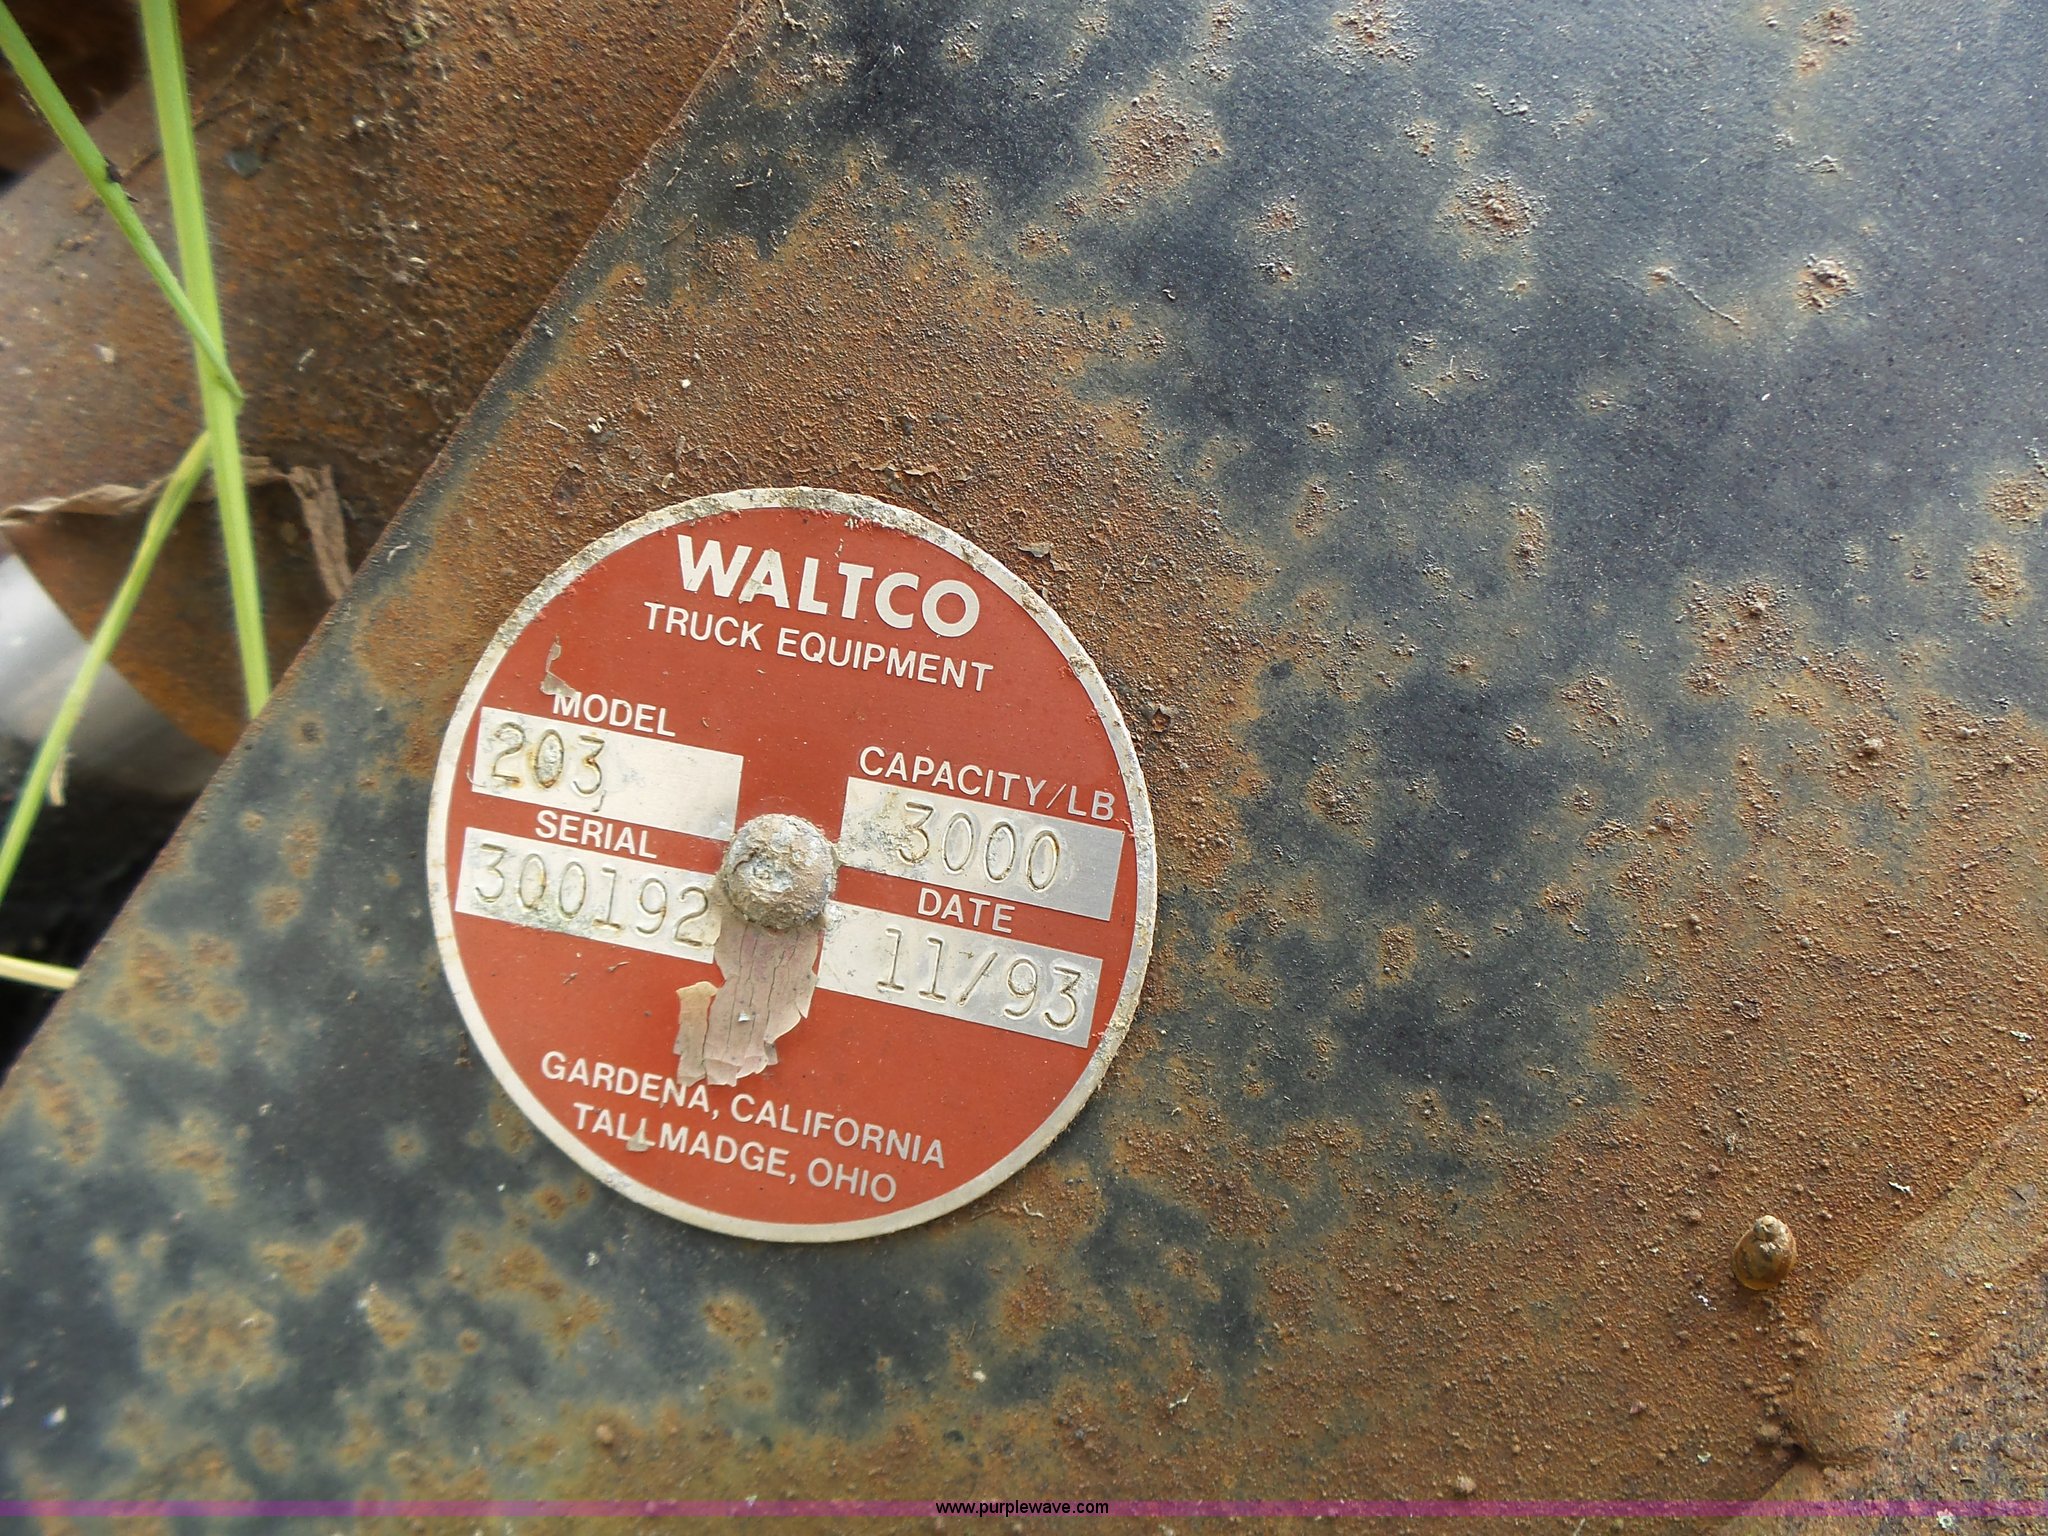 WALTCO
TRUCK EQUIPMENT
MODEL
203
CAPACITY/LB
3000
SERIAL
300192
DATE
11/93
GARDENA, CALIFORNIA
TALLMADGE, OHIO
www.purplewave.com